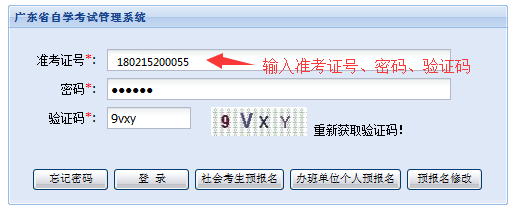 广东省自学考试管理系统
准考证号*: 180215200055
输入准考证号、密码、验证码
密码*: ●●●●●●
验证码*: 9vxy 9VXY 重新获取验证码!
忘记密码 登 录 社会考生预报名 办班单位个人预报名 预报名修改